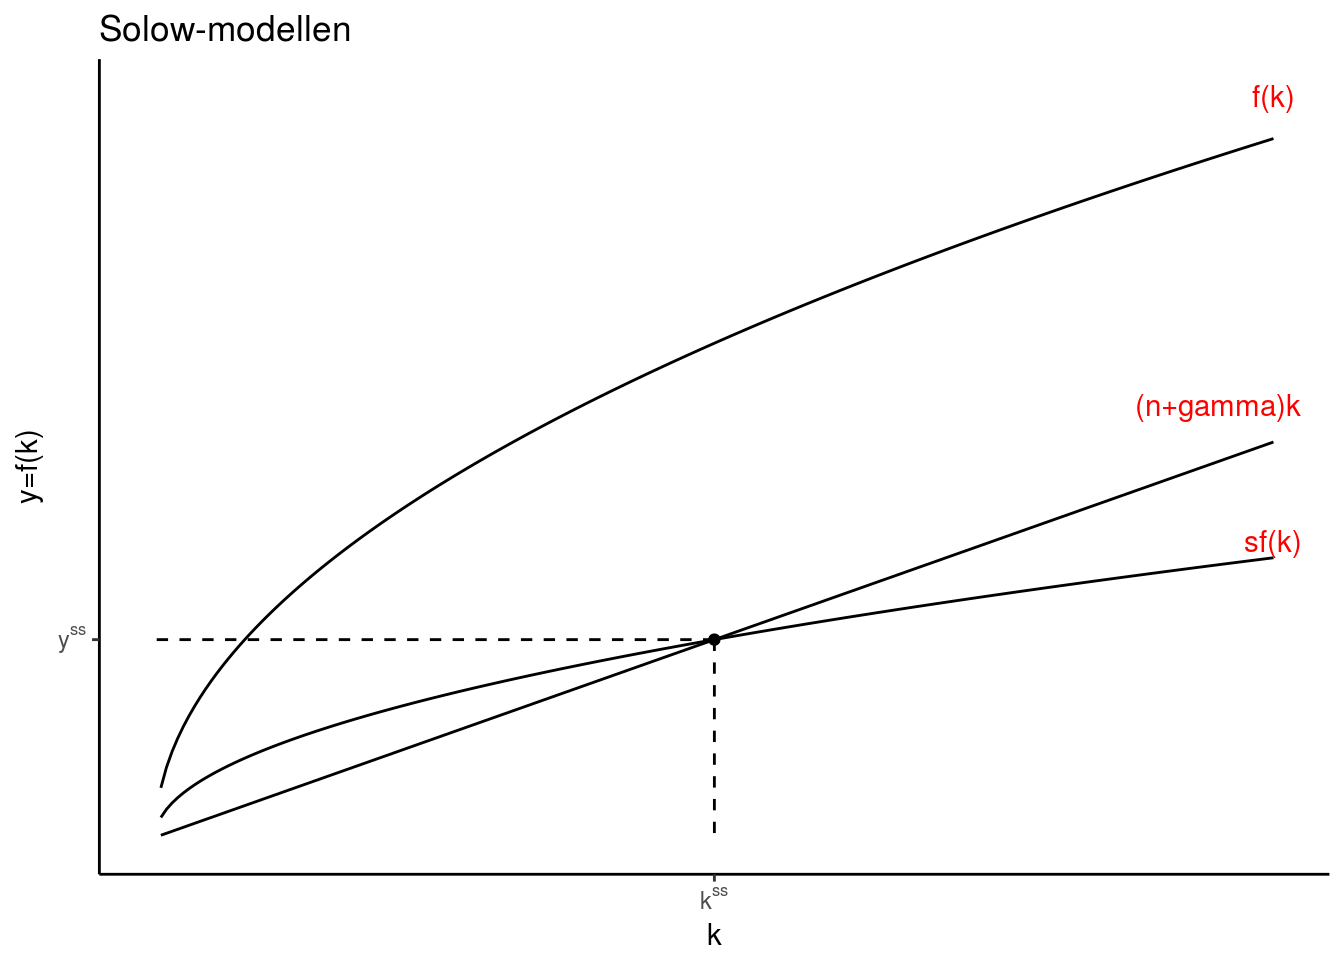 Solow-modellen
f(k)
(n+gamma)k
sf(k)
y=f(k)
y^ss
k^ss
k